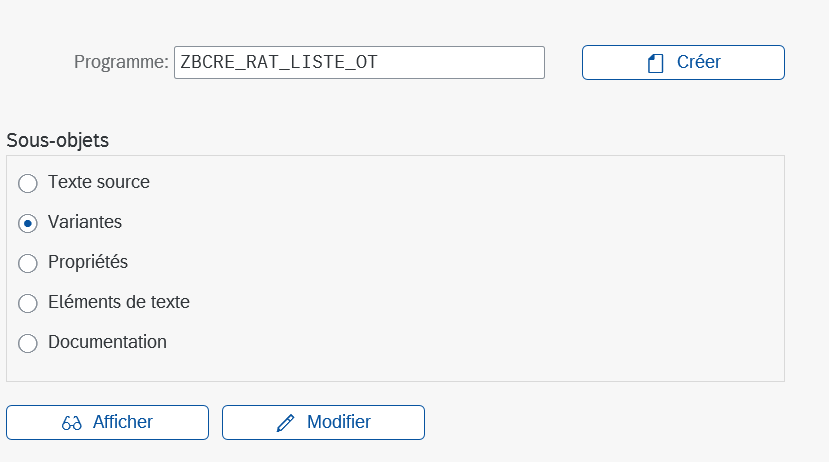 Programme: ZBCRE_RAT_LISTE_OT Créer
Sous-objets
Texte source
Variantes
Propriétés
Eléments de texte
Documentation
Afficher Modifier